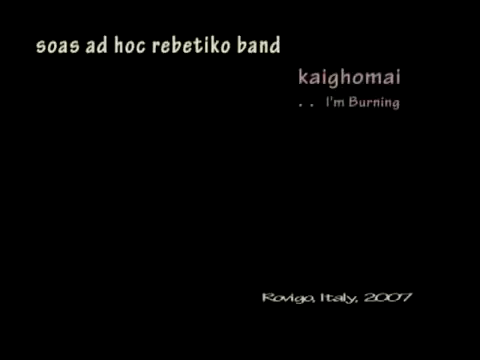 soas ad hoc rebetiko band
kaighomai
. . I'm Burning
Rovigo, Italy, 2007